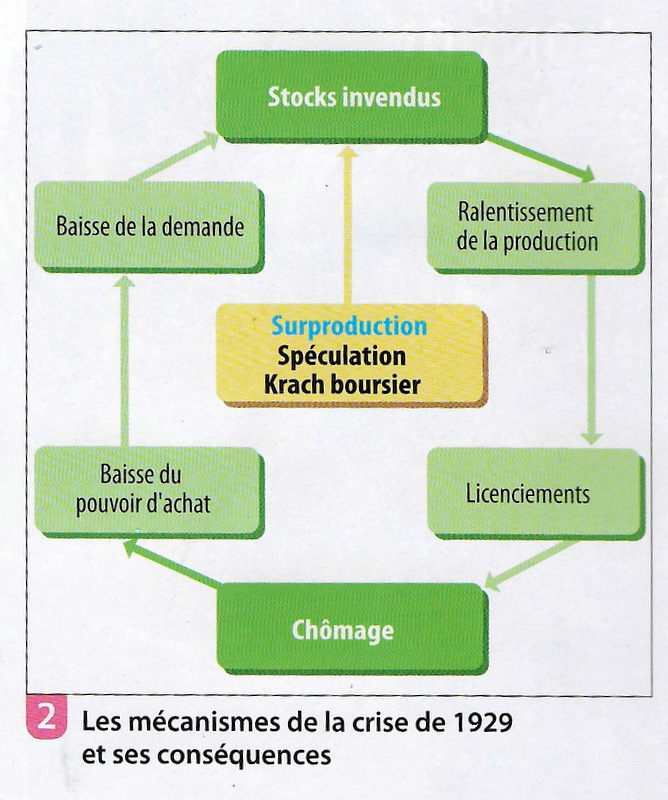 Stocks invendus
Baisse de la demande
Ralentissement
de la production
Surproduction
Spéculation
Krach boursier
Baisse du
pouvoir d'achat
Licenciements
Chômage
2 Les mécanismes de la crise de 1929
et ses conséquences